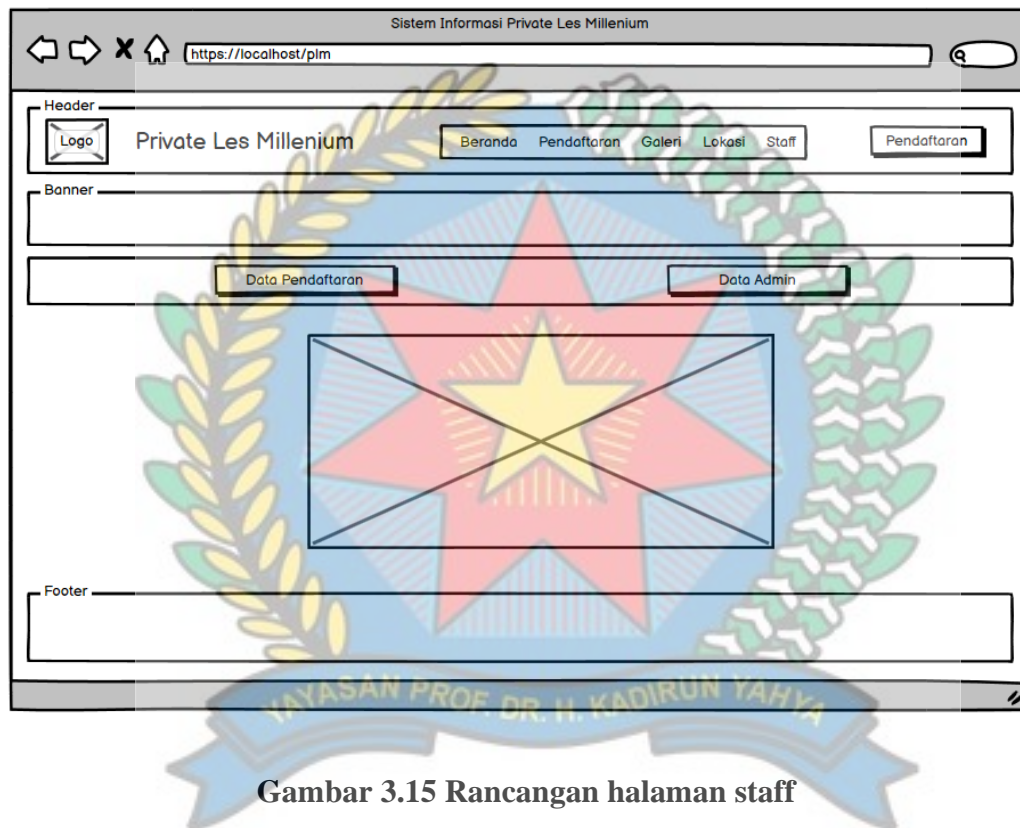 Sistem Informasi Private Les Millenium
https://localhost/plm
Header
Logo
Private Les Millenium
Beranda Pendaftaran Galeri Lokasi Staff
Pendaftaran
Banner
Data Pendaftaran
Data Admin
Footer
YAYASAN PROF. DR. H. KADIRUN YAHYA
Gambar 3.15 Rancangan halaman staff